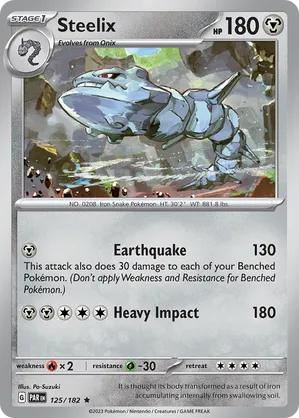 STAGE 1
Steelix
HP 180
Evolves from Onix
NO. 0208 Iron Snake Pokémon HT: 30'2" WT: 881.8 lbs.
Earthquake 130
This attack also does 30 damage to each of your Benched
Pokémon. (Don't apply Weakness and Resistance for Benched
Pokémon.)
Heavy Impact 180
weakness ×2 resistance -30 retreat
Illus. Po-Suzuki
G PAR EN 125/182 ★
It is thought its body transformed as a result of iron
accumulating internally from swallowed soil.
©2023 Pokémon / Nintendo / Creatures / GAME FREAK